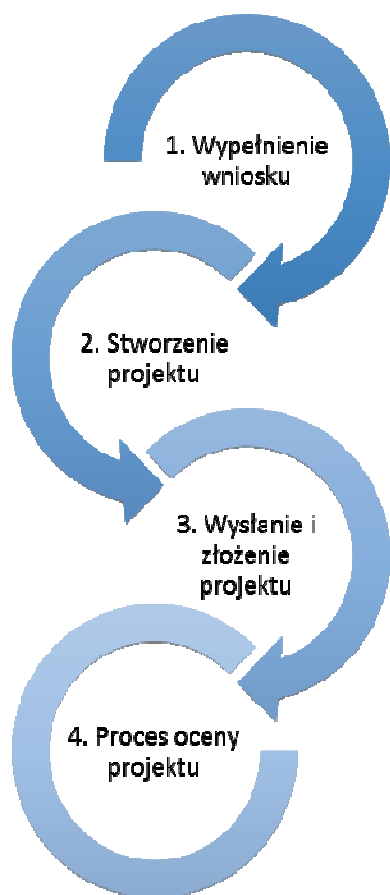 1. Wypełnienie
wniosku
2. Stworzenie
projektu
3. Wysłanie i
złożenie
projektu
4. Proces oceny
projektu